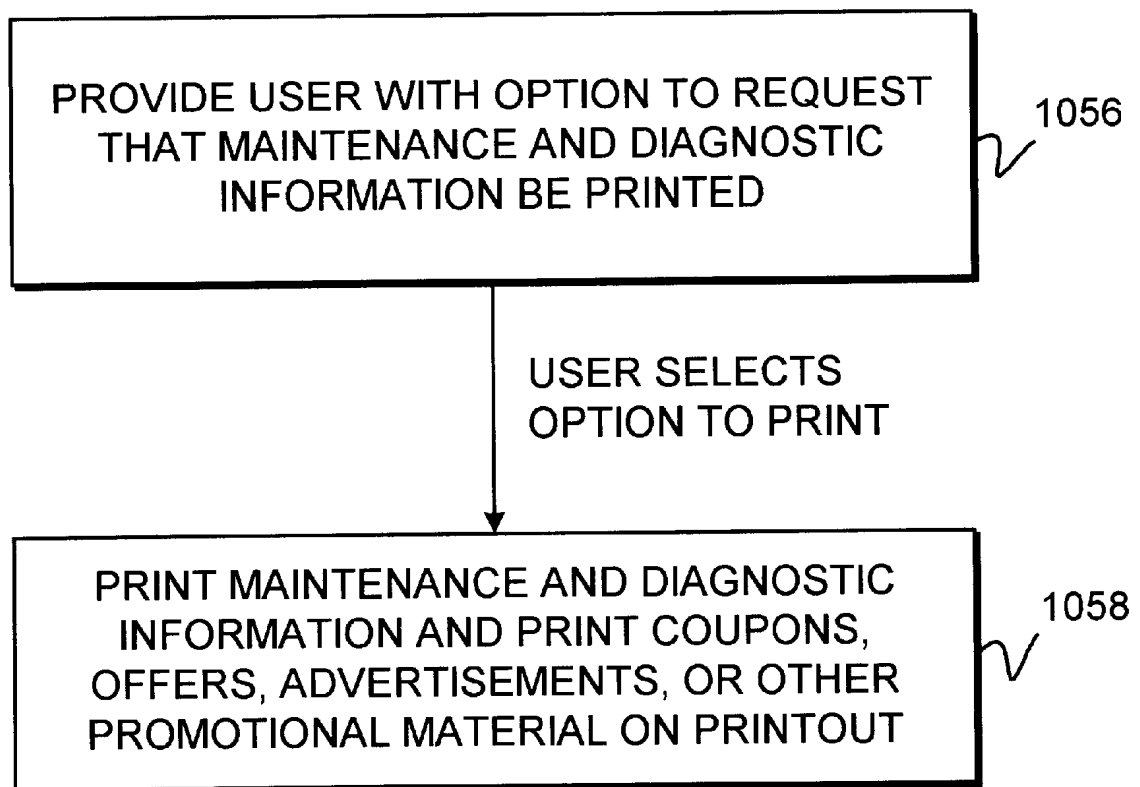 PROVIDE USER WITH OPTION TO REQUEST
THAT MAINTENANCE AND DIAGNOSTIC
INFORMATION BE PRINTED
1056
USER SELECTS
OPTION TO PRINT
PRINT MAINTENANCE AND DIAGNOSTIC
INFORMATION AND PRINT COUPONS,
OFFERS, ADVERTISEMENTS, OR OTHER
PROMOTIONAL MATERIAL ON PRINTOUT
1058